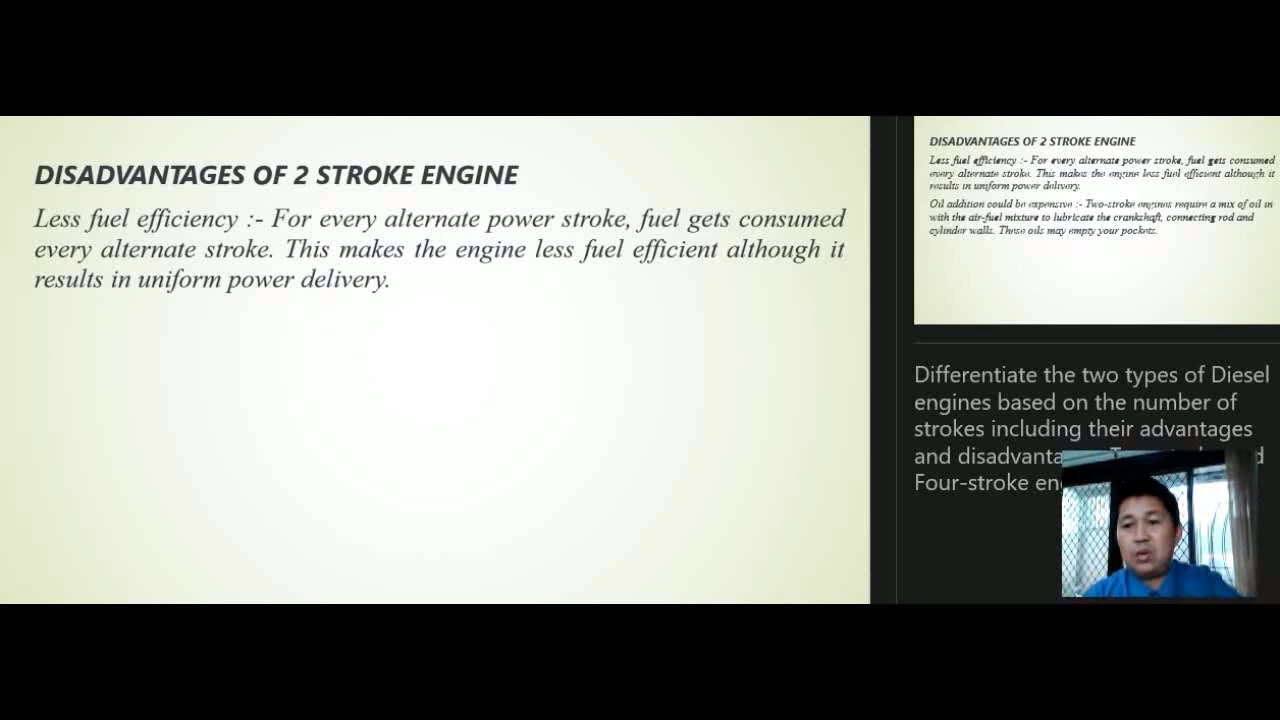 DISADVANTAGES OF 2 STROKE ENGINE
Less fuel efficiency :- For every alternate power stroke, fuel gets consumed
every alternate stroke. This makes the engine less fuel efficient although it
results in uniform power delivery.
DISADVANTAGES OF 2 STROKE ENGINE
Less fuel efficiency :- For every alternate power stroke, fuel gets consumed
every alternate stroke. This makes the engine less fuel efficient although it
results in uniform power delivery.
Oil addition could be expensive :- Two-stroke engines require a mix of oil in
with the air-fuel mixture to lubricate the crankshaft, connecting rod and
cylinder walls. These oils may empty your pockets.
Differentiate the two types of Diesel
engines based on the number of
strokes including their advantages
and
Four-stroke